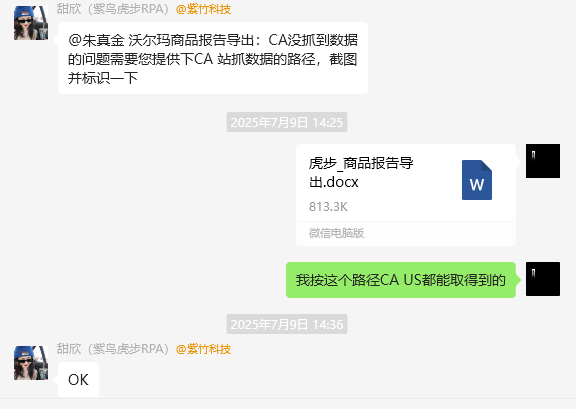 甜欣（紫鸟虎步RPA）@紫竹科技
@朱真金 沃尔玛商品报告导出：CA没抓到数据
的问题需要您提供下CA 站抓数据的路径，截图
并标识一下
2025年7月9日 14:25
虎步_商品报告导
出.docx
W
813.3K
微信电脑版
我按这个路径CA US都能取得到的
2025年7月9日 14:36
甜欣（紫鸟虎步RPA）@紫竹科技
OK